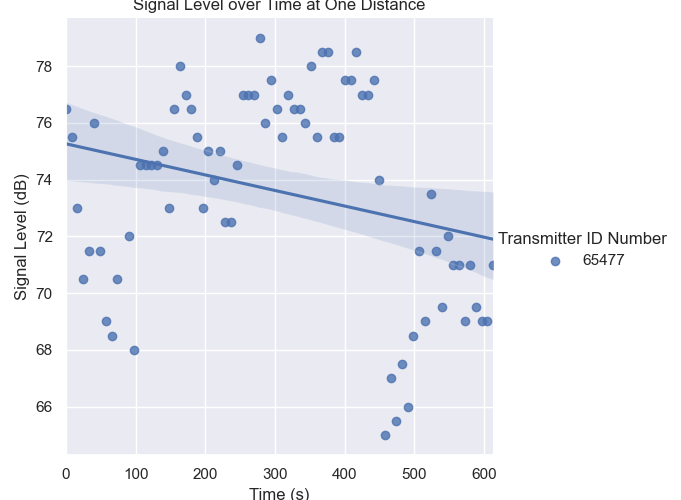 Signal Level over Time at One Distance
78
76
74
72
70
68
66
Signal Level (dB)
0 100 200 300 400 500 600
Time (s)
Transmitter ID Number
65477